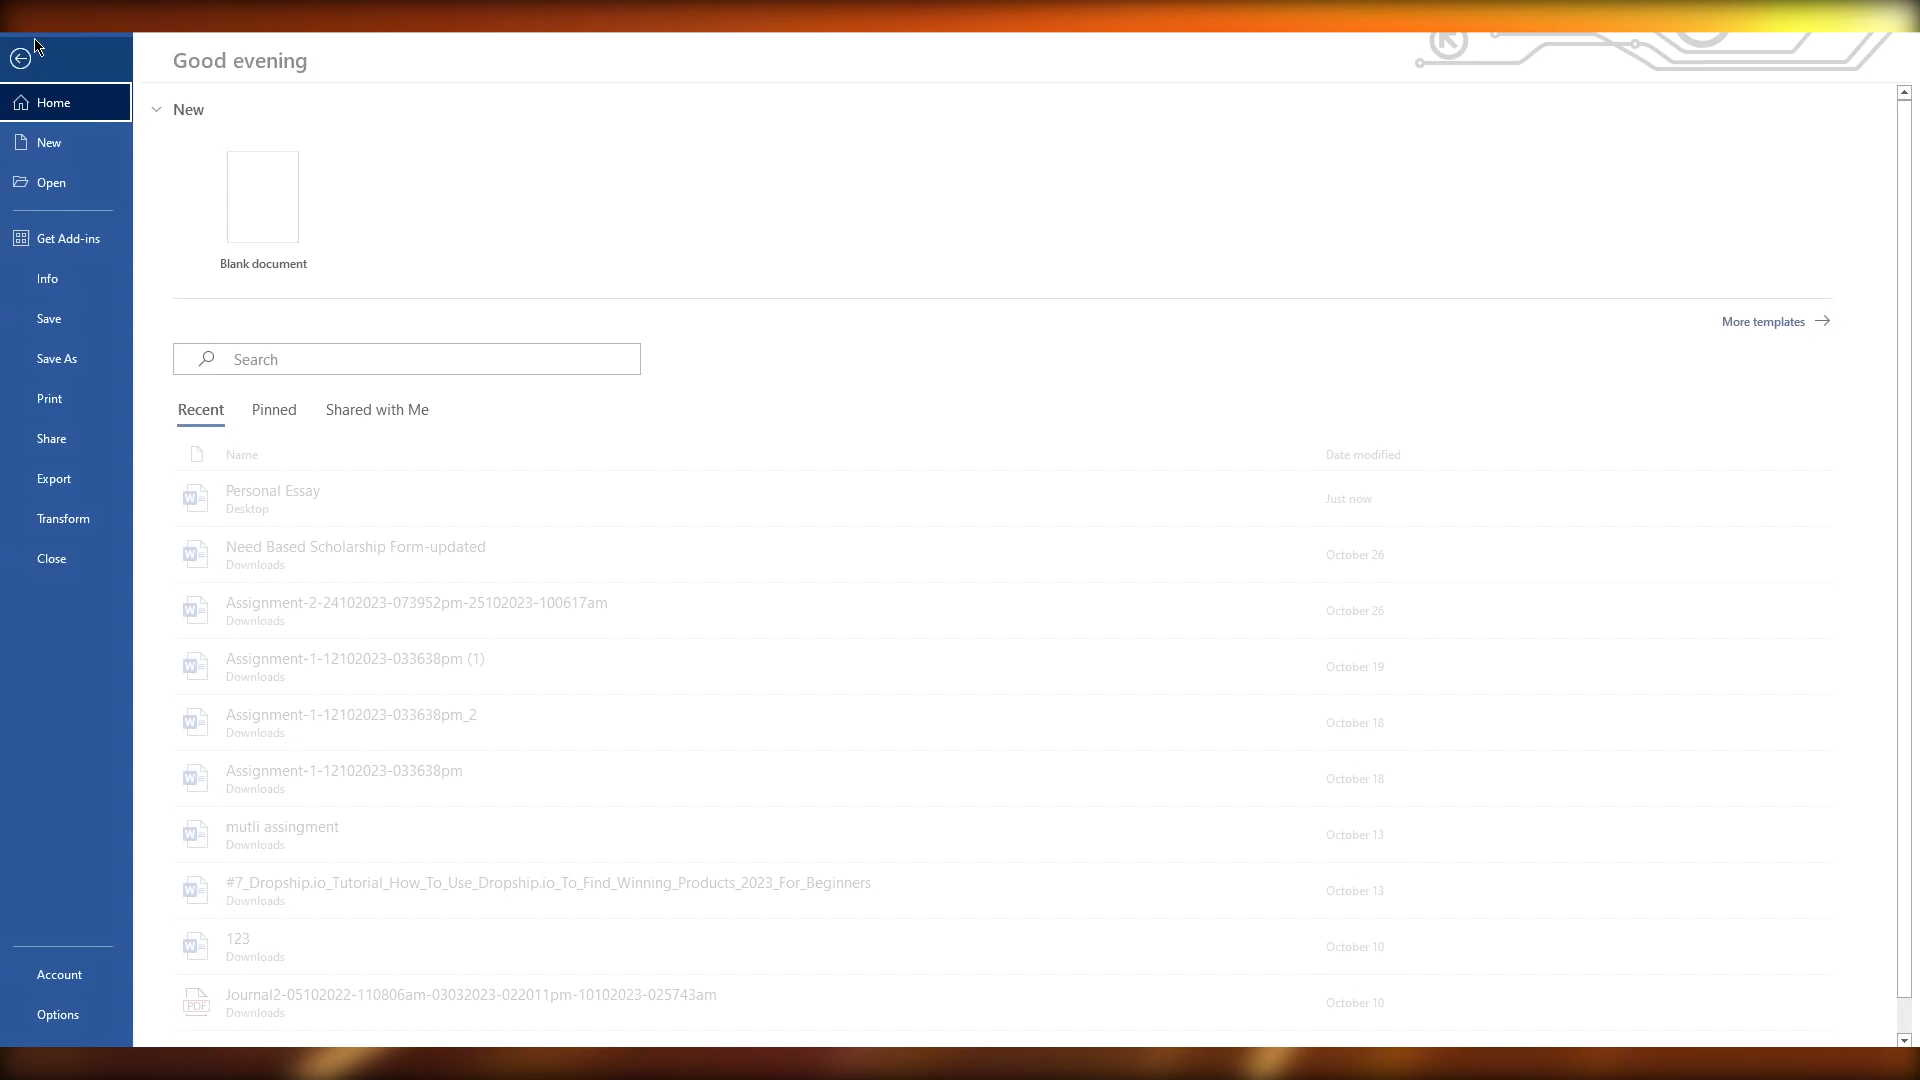 Good evening
Home
New
New
Open
Get Add-ins
Info
Save
Save As
Print
Share
Export
Transform
Close
Account
Options
Blank document
More templates
Search
Recent Pinned Shared with Me
Name Date modified
Personal Essay
Desktop
Just now
Need Based Scholarship Form-updated
Downloads
October 26
Assignment-2-24102023-073952pm-25102023-100617am
Downloads
October 26
Assignment-1-12102023-033638pm (1)
Downloads
October 19
Assignment-1-12102023-033638pm_2
Downloads
October 18
Assignment-1-12102023-033638pm
Downloads
October 18
mutli assingment
Downloads
October 13
#7_Dropship.io_Tutorial_How_To_Use_Dropship.io_To_Find_Winning_Products_2023_For_Beginners
Downloads
October 13
123
Downloads
October 10
Journal2-05102022-110806am-03032023-022011pm-10102023-025743am
Downloads
October 10